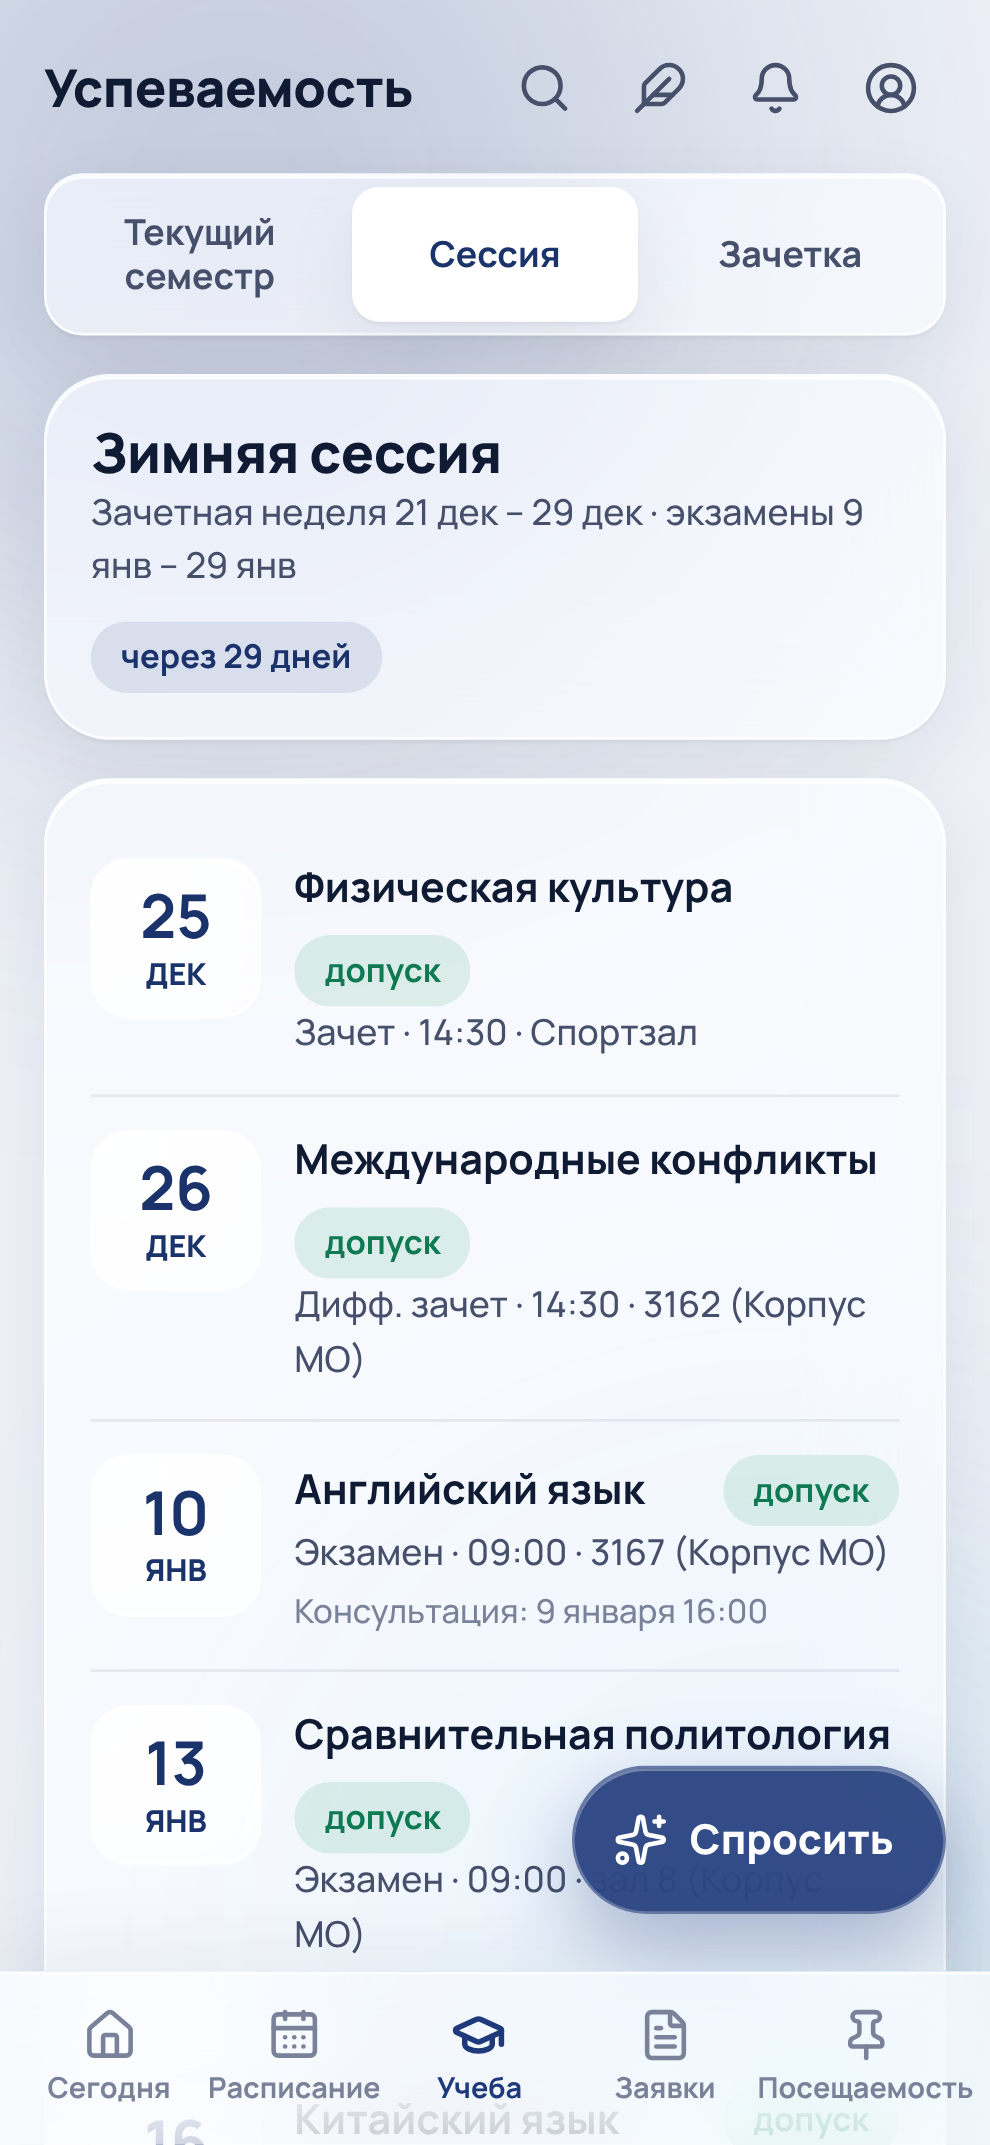 Успеваемость
Текущий
семестр
Сессия
Зачетка
Зимняя сессия
Зачетная неделя 21 дек – 29 дек · экзамены 9
янв – 29 янв
через 29 дней
25
ДЕК
Физическая культура
допуск
Зачет · 14:30 · Спортзал
26
ДЕК
Международные конфликты
допуск
Дифф. зачет · 14:30 · 3162 (Корпус
МО)
10
ЯНВ
Английский язык
допуск
Экзамен · 09:00 · 3167 (Корпус МО)
Консультация: 9 января 16:00
13
ЯНВ
Сравнительная политология
допуск
Экзамен · 09:00 · зал 8 (Корпус
МО)
Спросить
Сегодня
Расписание
Учеба
Заявки
Посещаемость
16
Китайский язык
допуск